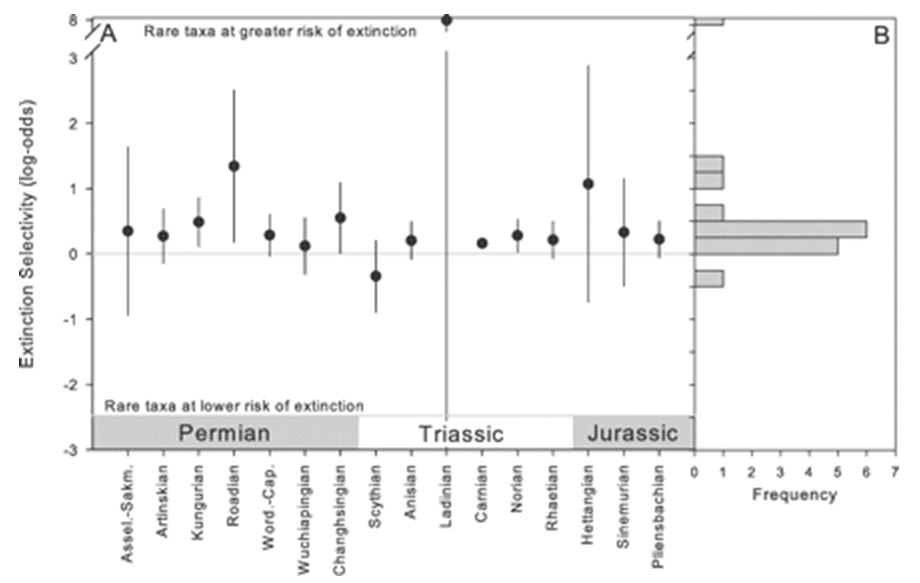 A
Rare taxa at greater risk of extinction
B
8
3
2
1
0
-1
-2
-3
Extinction Selectivity (log-odds)
Rare taxa at lower risk of extinction
Permian
Triassic
Jurassic
Assel.-Sakm.
Artinskian
Kungurian
Roadian
Word.-Cap.
Wuchiapingian
Changhsingian
Scythian
Anisian
Ladinian
Carnian
Norian
Rhaetian
Hettangian
Sinemurian
Pliensbachian
0 1 2 3 4 5 6 7
Frequency